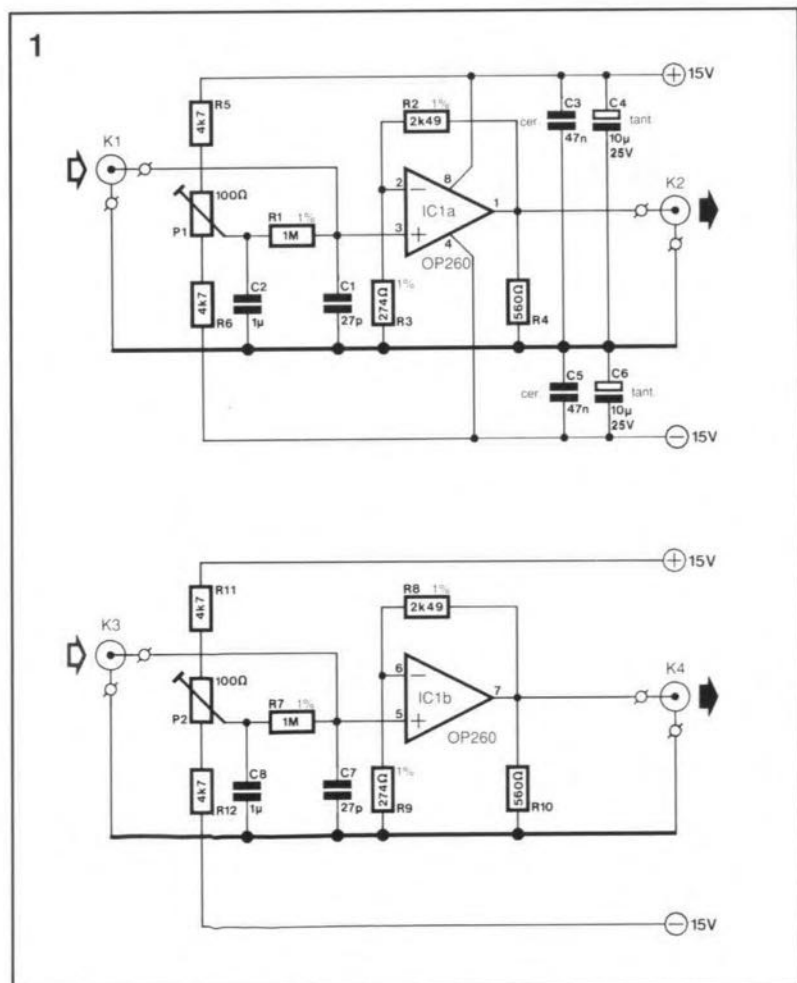 1
15V
R5
4k7
R2 1%
2k49
C3
cer.
47n
C4
tant.
10µ
25V
K1
K2
100Ω
P1
R1 1%
1M
2
3
8
1
4
IC1a
OP260
C2
1µ
C1
27p
1%
274Ω
R3
560Ω
R4
4k7
R6
C5
cer.
47n
C6
tant.
10µ
25V
15V
15V
R11
4k7
R8 1%
2k49
K3
K4
100Ω
P2
R7 1%
1M
6
5
7
IC1b
OP260
C8
1µ
C7
27p
1%
274Ω
R9
560Ω
R10
4k7
R12
15V